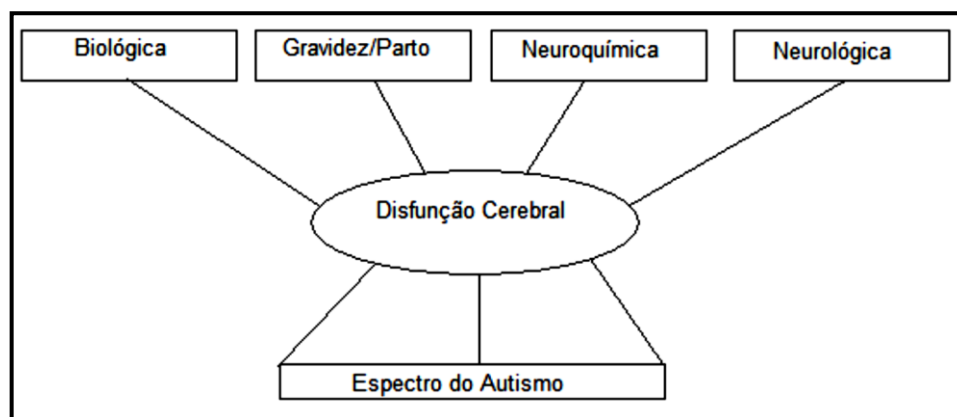 Biológica
Gravidez/Parto
Neuroquímica
Neurológica
Disfunção Cerebral
Espectro do Autismo